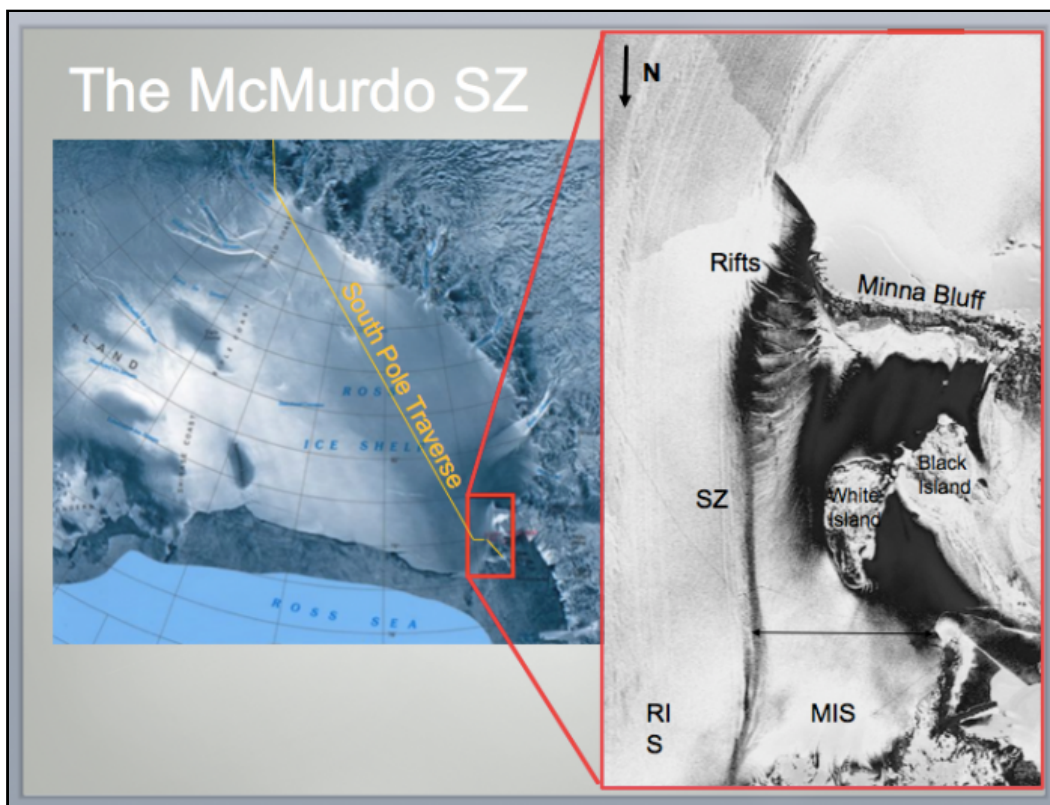 The McMurdo SZ
N
Rifts
Minna Bluff
South Pole Traverse
LAND
ROSS
ICE SHELF
Black
Island
White
Island
SZ
ROSS SEA
RI
S
MIS